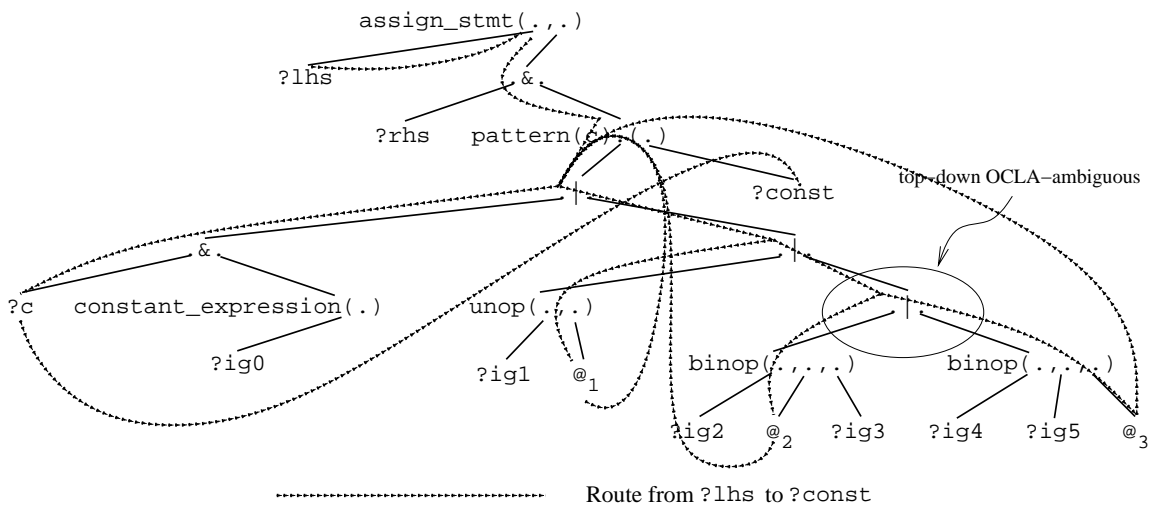 assign_stmt(.,.)
?lhs .&.
?rhs pattern(c).(.)
top-down OCLA-ambiguous
.|. ?const
.&. .|.
?c constant_expression(.) unop(.,.) .|.
?ig0 ?ig1 @1 binop(.,.,.) binop(.,.,.)
?ig2 @2 ?ig3 ?ig4 ?ig5 @3
Route from ?lhs to ?const